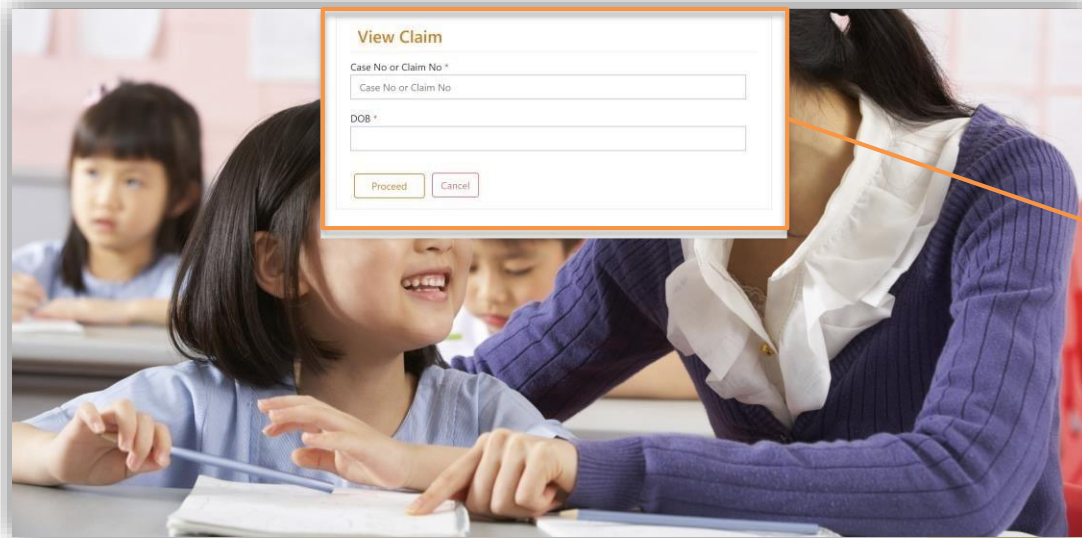 View Claim
Case No or Claim No *
Case No or Claim No
DOB *
Proceed Cancel